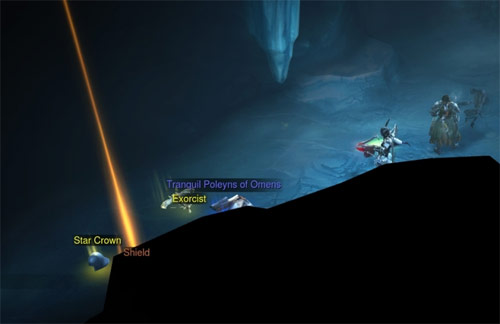 Tranquil Poleyns of Omens
Exorcist
Star Crown
Shield